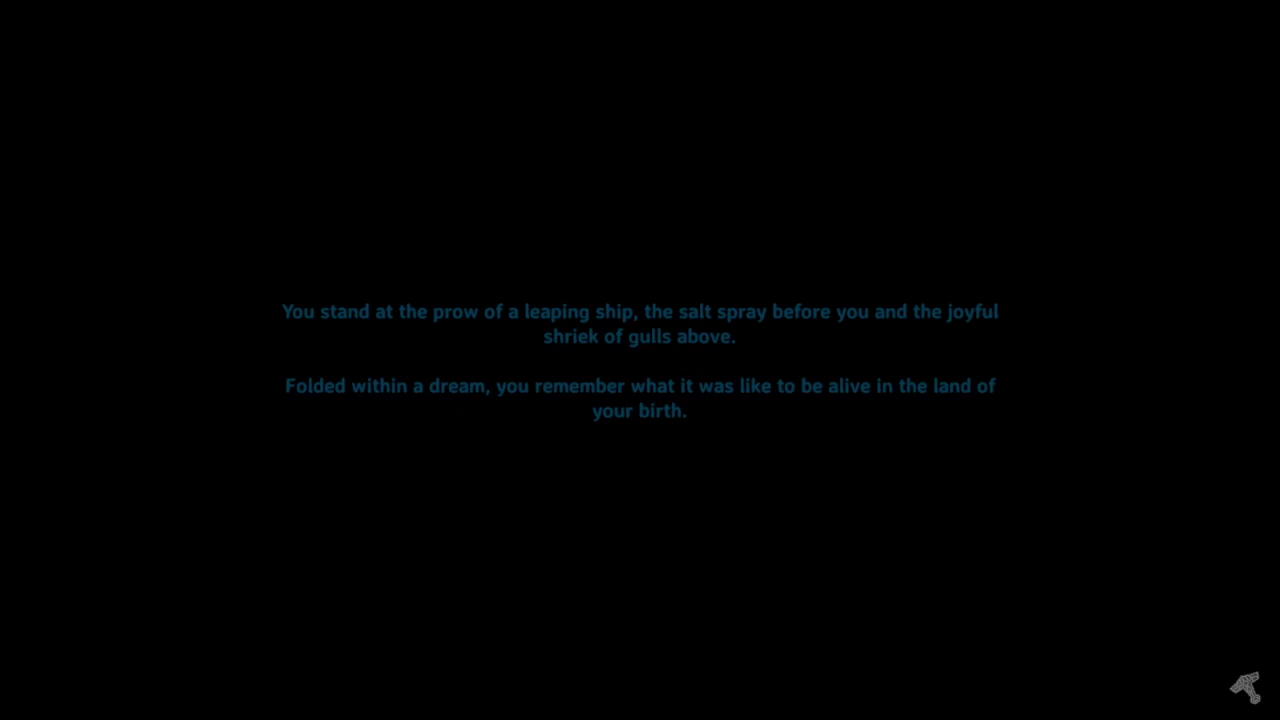 You stand at the prow of a leaping ship, the salt spray before you and the joyful
shriek of gulls above.
Folded within a dream, you remember what it was like to be alive in the land of
your birth.